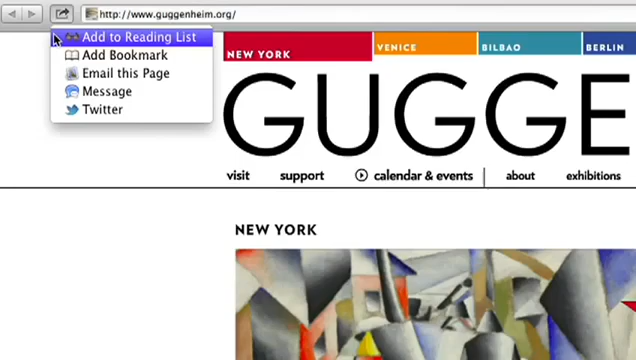 http://www.guggenheim.org/
Add to Reading List
Add Bookmark
Email this Page
Message
Twitter
NEW YORK
VENICE
BILBAO
BERLIN
GUGGE
visit
support
calendar & events
about
exhibitions
NEW YORK